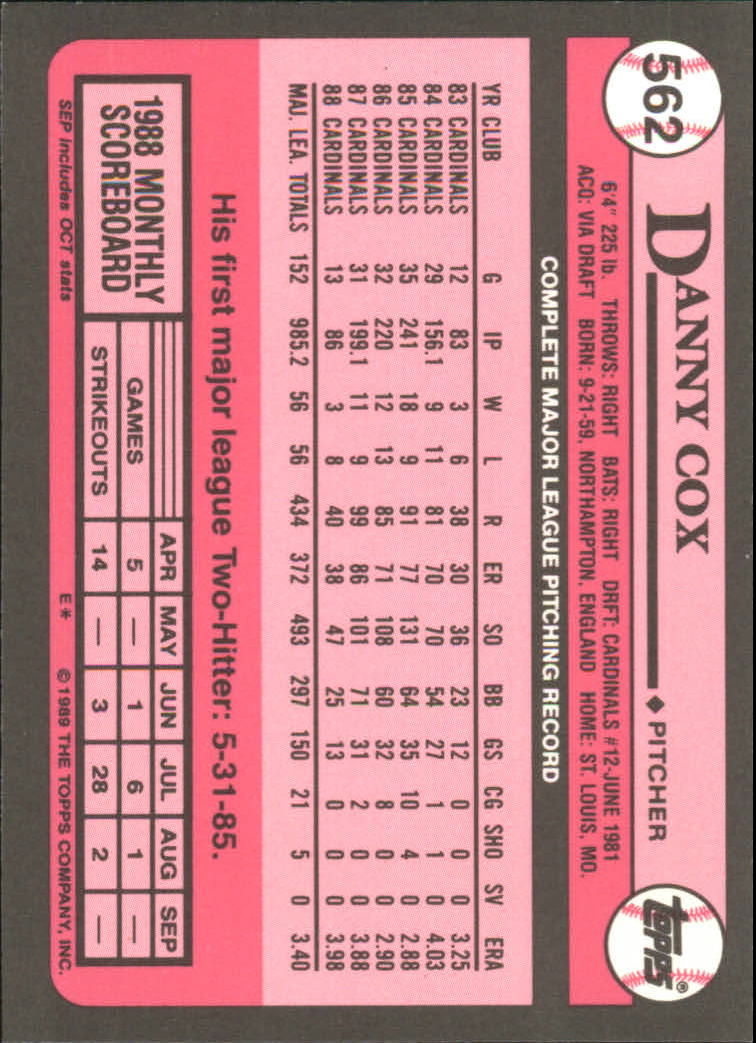 562
DANNY COX ◆ PITCHER
topps®
6'4" 225 lb. THROWS: RIGHT BATS: RIGHT DRFT: CARDINALS #12-JUNE 1981
ACQ: VIA DRAFT BORN: 9-21-59, NORTHAMPTON, ENGLAND HOME: ST. LOUIS, MO.
COMPLETE MAJOR LEAGUE PITCHING RECORD
YR CLUB G IP W L R ER SO BB GS CG SHO SV ERA
83 CARDINALS 12 83 3 6 38 30 36 23 12 0 0 0 3.25
84 CARDINALS 29 156.1 9 11 81 70 70 54 27 1 1 0 4.03
85 CARDINALS 35 241 18 9 91 77 131 64 35 10 4 0 2.88
86 CARDINALS 32 220 12 13 85 71 108 60 32 8 0 0 2.90
87 CARDINALS 31 199.1 11 9 99 86 101 71 31 2 0 0 3.88
88 CARDINALS 13 86 3 8 40 38 47 25 13 0 0 0 3.98
MAJ. LEA. TOTALS 152 985.2 56 56 434 372 493 297 150 21 5 0 3.40
His first major league Two-Hitter: 5-31-85.
1988 MONTHLY
SCOREBOARD
APR MAY JUN JUL AUG SEP
GAMES 5 — 1 6 1 —
STRIKEOUTS 14 — 3 28 2 —
SEP includes OCT stats E* ©1989 THE TOPPS COMPANY, INC.